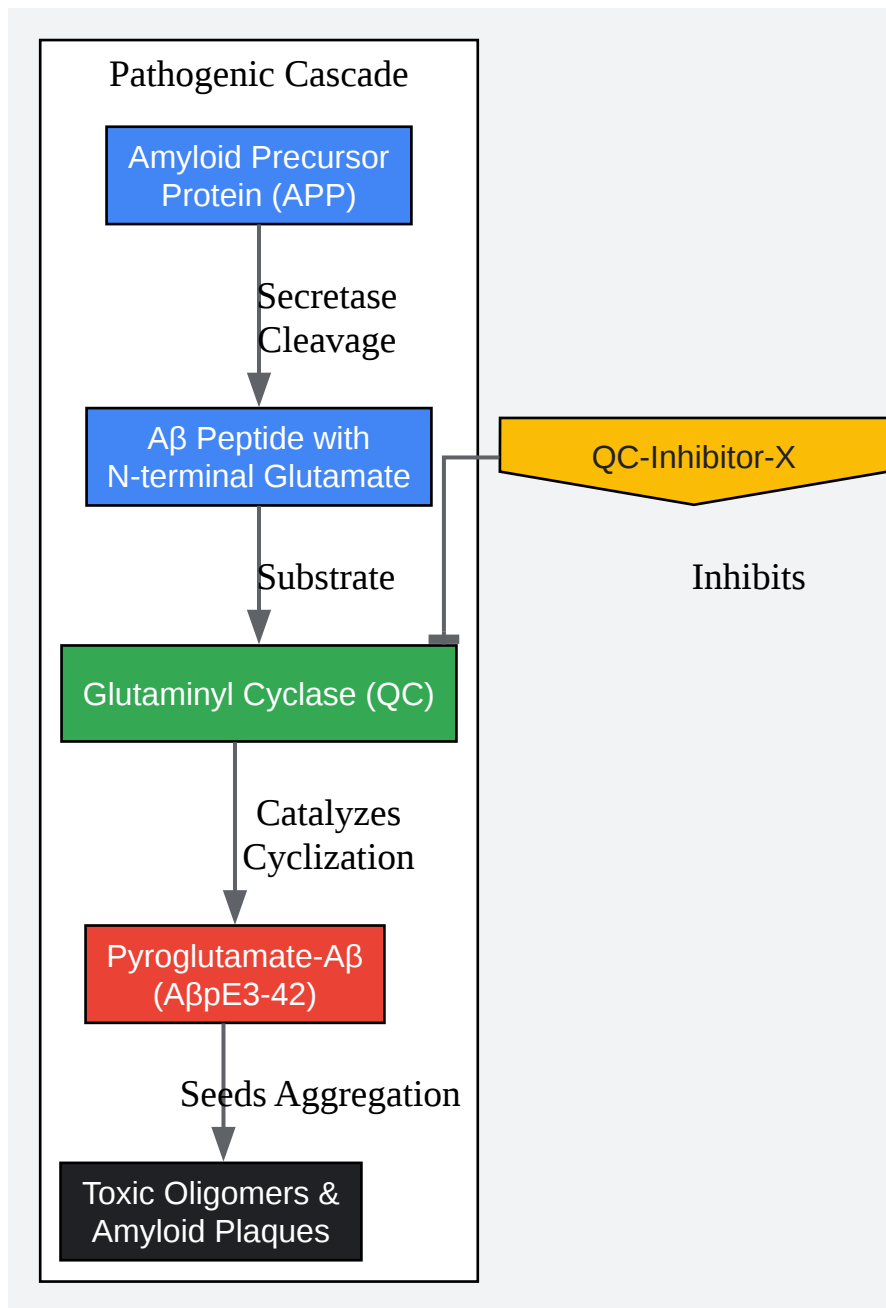 Pathogenic Cascade
Amyloid Precursor
Protein (APP)
Secretase
Cleavage
Aβ Peptide with
N-terminal Glutamate
QC-Inhibitor-X
Substrate
Inhibits
Glutaminyl Cyclase (QC)
Catalyzes
Cyclization
Pyroglutamate-Aβ
(AβpE3-42)
Seeds Aggregation
Toxic Oligomers &
Amyloid Plaques